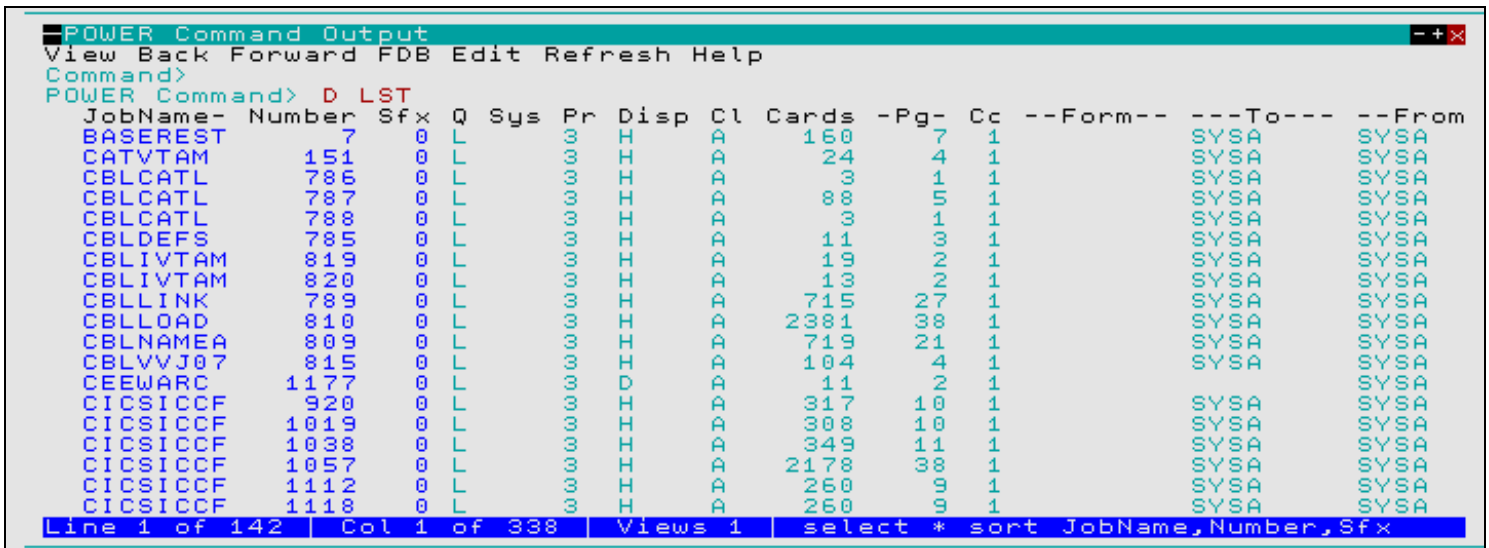 POWER Command Output - + ×
View Back Forward FDB Edit Refresh Help
Command>
POWER Command> D LST
JobName- Number Sfx Q Sys Pr Disp Cl Cards -Pg- Cc --Form-- ---To--- --From
BASEREST 7 0 L 3 H A 160 7 1 SYSA SYSA
CATVTAM 151 0 L 3 H A 24 4 1 SYSA SYSA
CBLCATL 786 0 L 3 H A 3 1 1 SYSA SYSA
CBLCATL 787 0 L 3 H A 88 5 1 SYSA SYSA
CBLCATL 788 0 L 3 H A 3 1 1 SYSA SYSA
CBLDEFS 785 0 L 3 H A 11 3 1 SYSA SYSA
CBLIVTAM 819 0 L 3 H A 19 2 1 SYSA SYSA
CBLIVTAM 820 0 L 3 H A 13 2 1 SYSA SYSA
CBLLINK 789 0 L 3 H A 715 27 1 SYSA SYSA
CBLLOAD 810 0 L 3 H A 2381 38 1 SYSA SYSA
CBLNAMEA 809 0 L 3 H A 719 21 1 SYSA SYSA
CBLVVJ07 815 0 L 3 H A 104 4 1 SYSA SYSA
CEEWARC 1177 0 L 3 D A 11 2 1 SYSA
CICSICCF 920 0 L 3 H A 317 10 1 SYSA SYSA
CICSICCF 1019 0 L 3 H A 308 10 1 SYSA SYSA
CICSICCF 1038 0 L 3 H A 349 11 1 SYSA SYSA
CICSICCF 1057 0 L 3 H A 2178 38 1 SYSA SYSA
CICSICCF 1112 0 L 3 H A 260 9 1 SYSA SYSA
CICSICCF 1118 0 L 3 H A 260 9 1 SYSA SYSA
Line 1 of 142 | Col 1 of 338 | Views 1 | select * sort JobName,Number,Sfx